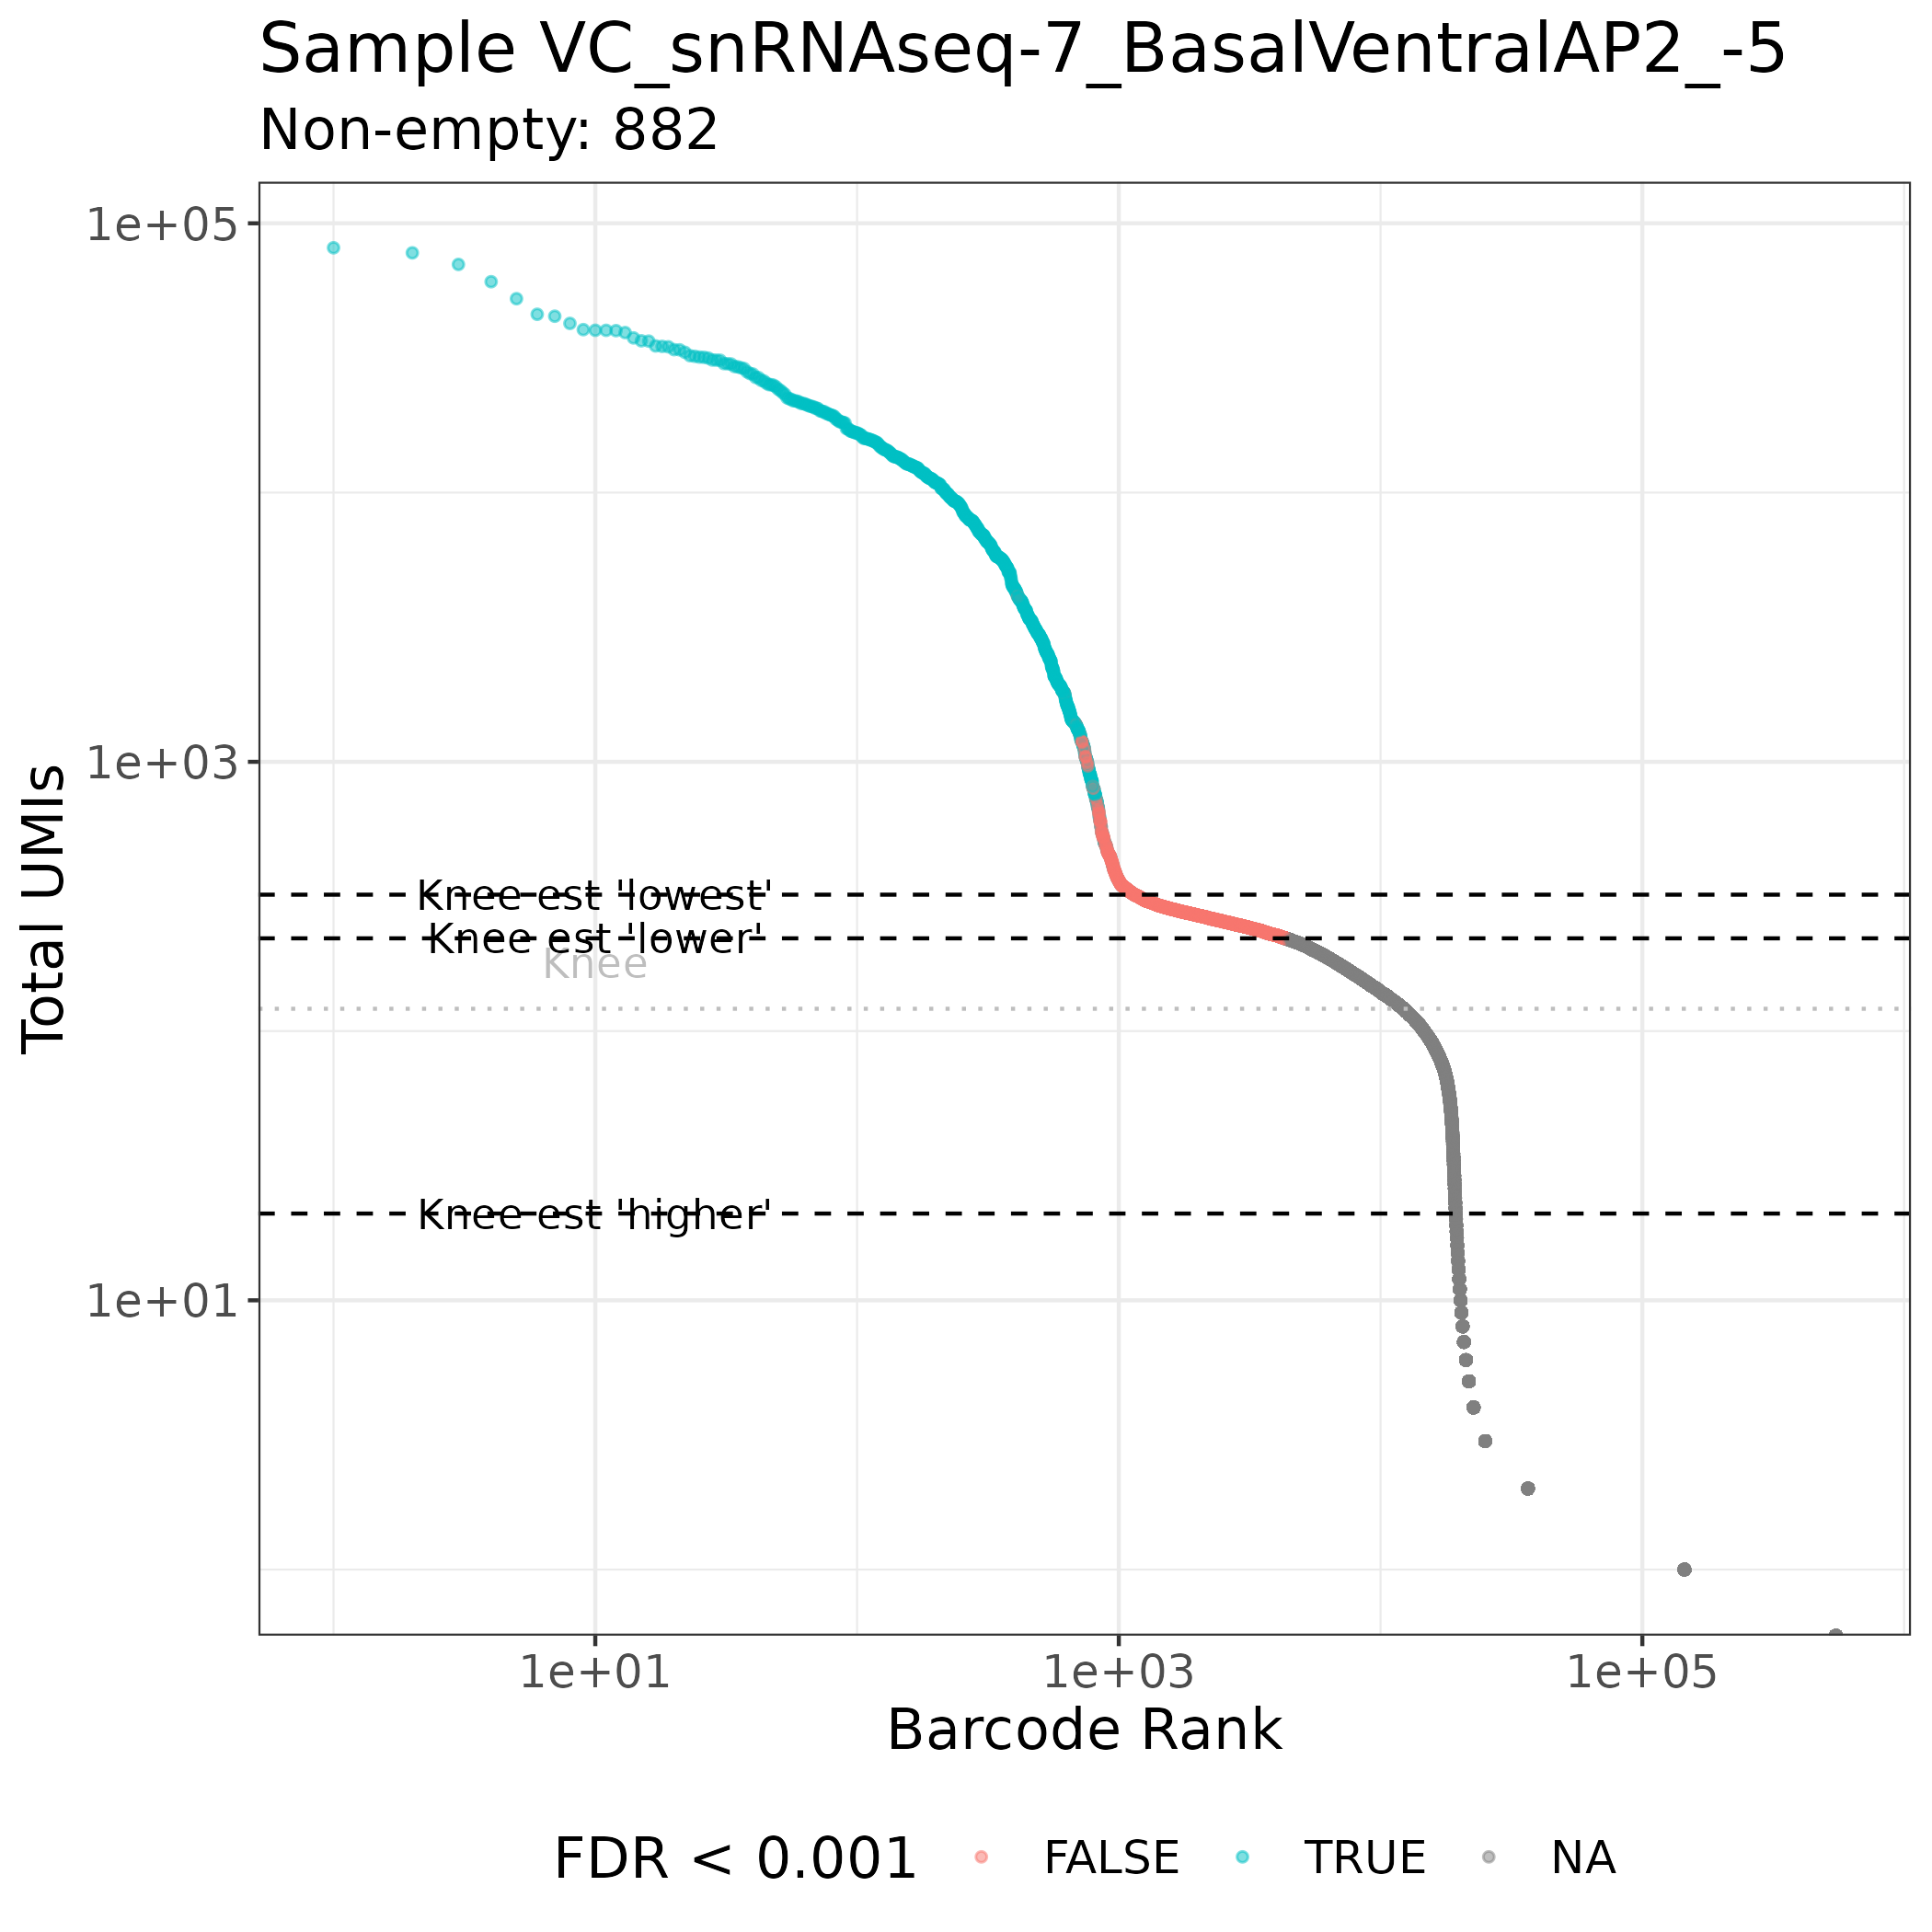 Sample VC_snRNAseq-7_BasalVentralAP2_-5
Non-empty: 882
Total UMIs
1e+05
1e+03
1e+01
Knee est 'lowest'
Knee est 'lower'
Knee
Knee est 'higher'
1e+01 1e+03 1e+05
Barcode Rank
FDR < 0.001 FALSE TRUE NA